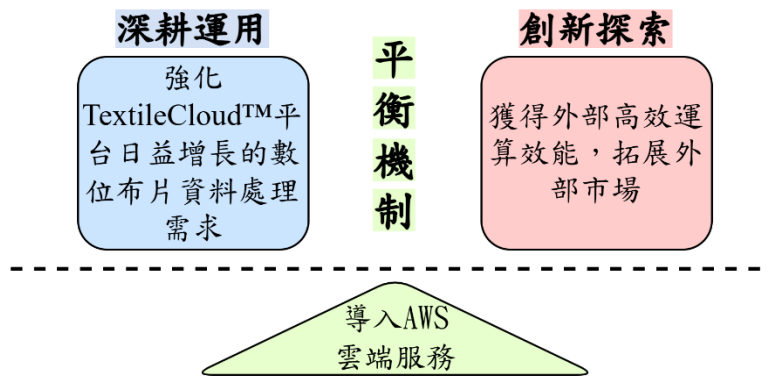 深耕運用
強化
TextileCloud™平
台日益增長的數
位布片資料處理
需求
平
衡
機
制
創新探索
獲得外部高效運
算效能，拓展外
部市場
導入AWS
雲端服務